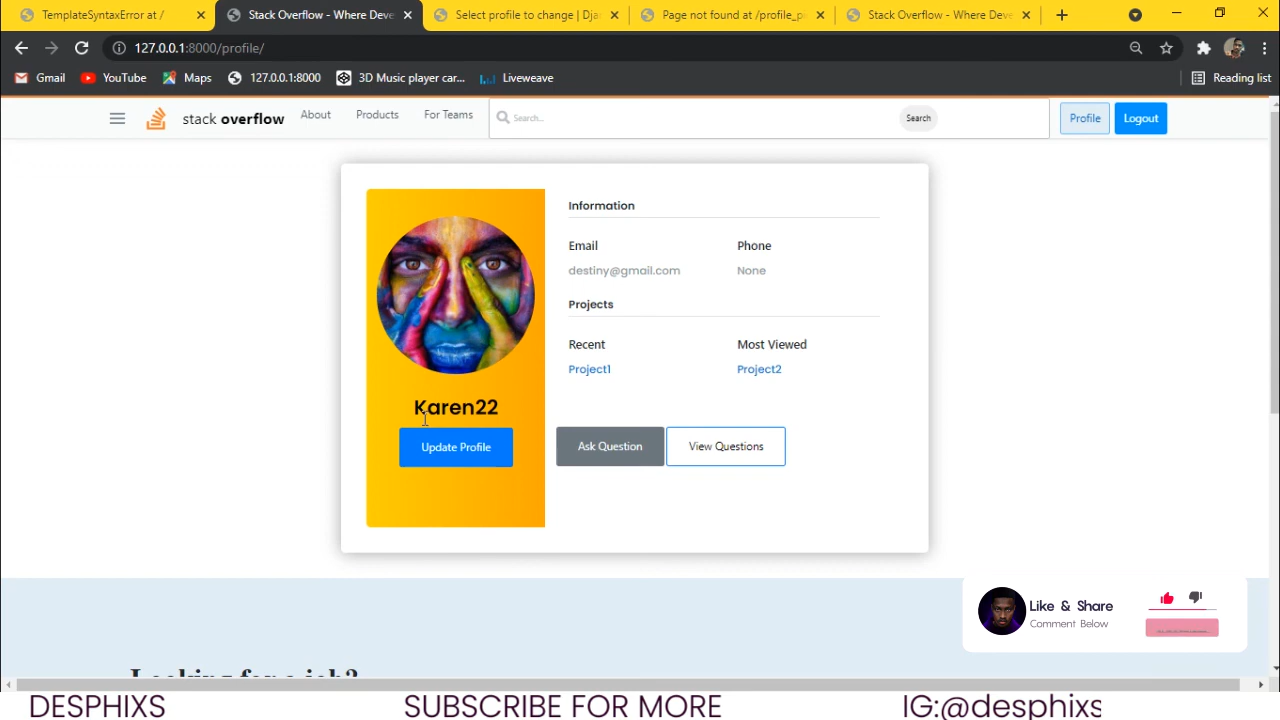 TemplateSyntaxError at /
Stack Overflow - Where Deve
Select profile to change | Dja
Page not found at /profile_p
Stack Overflow - Where Deve
127.0.0.1:8000/profile/
Gmail
YouTube
Maps
127.0.0.1:8000
3D Music player car...
Liveweave
Reading list
stack overflow
About
Products
For Teams
Search...
Search
Profile
Logout
Information
Email
Phone
destiny@gmail.com
None
Projects
Recent
Most Viewed
Project1
Project2
Karen22
Update Profile
Ask Question
View Questions
Like & Share
Comment Below
Looking for a job?
DESPHIXS
SUBSCRIBE FOR MORE
IG:@desphixs